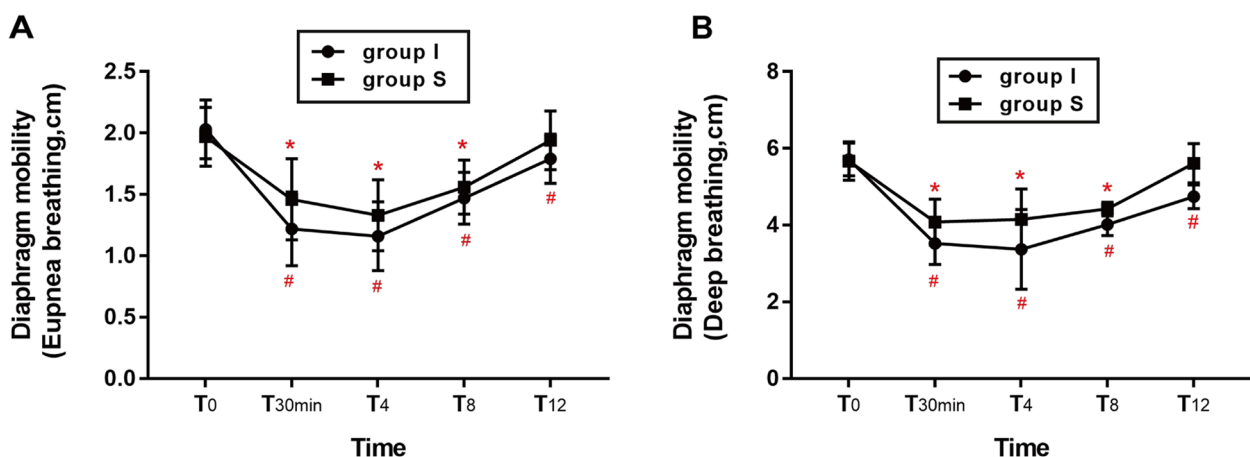 A
group I
group S
Diaphragm mobility
(Eupnea breathing,cm)
2.5
2.0
1.5
1.0
0.5
0.0
*
*
*
#
#
#
#
T0
T30min
T4
T8
T12
Time
B
group I
group S
Diaphragm mobility
(Deep breathing,cm)
8
6
4
2
0
*
*
*
#
#
#
#
T0
T30min
T4
T8
T12
Time